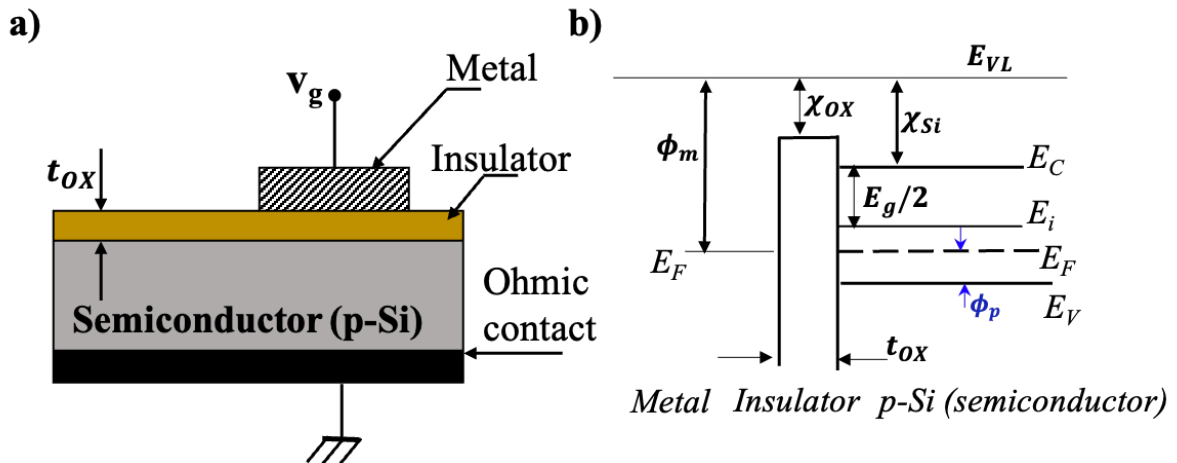 a)
v_g
Metal
Insulator
t_OX
Ohmic
contact
Semiconductor (p-Si)
b)
E_VL
χ_OX
χ_Si
ϕ_m
E_C
E_g/2
E_i
E_F
E_F
ϕ_p
E_V
t_OX
Metal Insulator p-Si (semiconductor)